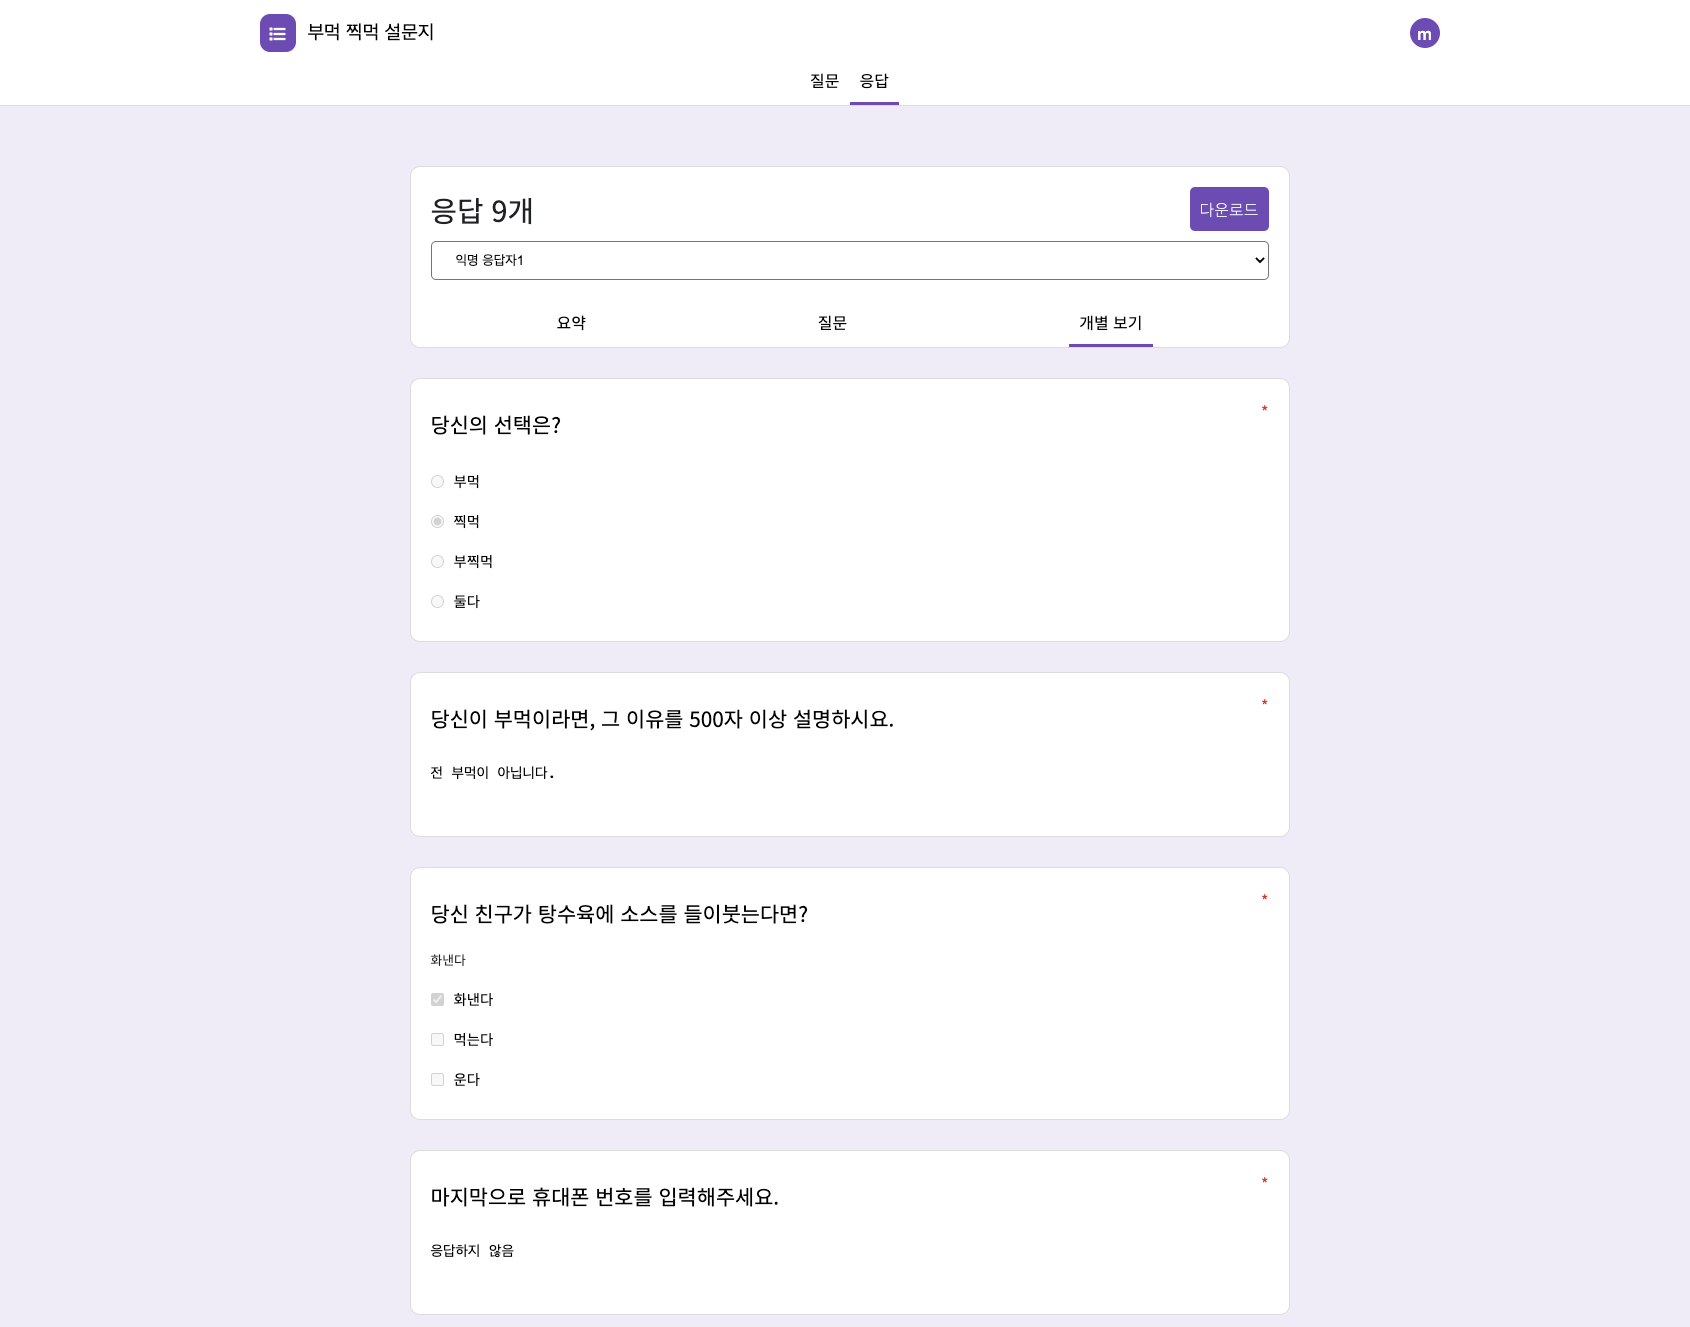 부먹 찍먹 설문지
m
질문 응답
응답 9개
다운로드
익명 응답자1
요약 질문 개별 보기
당신의 선택은?
*
부먹
찍먹
부찍먹
둘다
당신이 부먹이라면, 그 이유를 500자 이상 설명하시요.
*
전 부먹이 아닙니다.
당신 친구가 탕수육에 소스를 들이붓는다면?
*
화낸다
화낸다
먹는다
운다
마지막으로 휴대폰 번호를 입력해주세요.
*
응답하지 않음